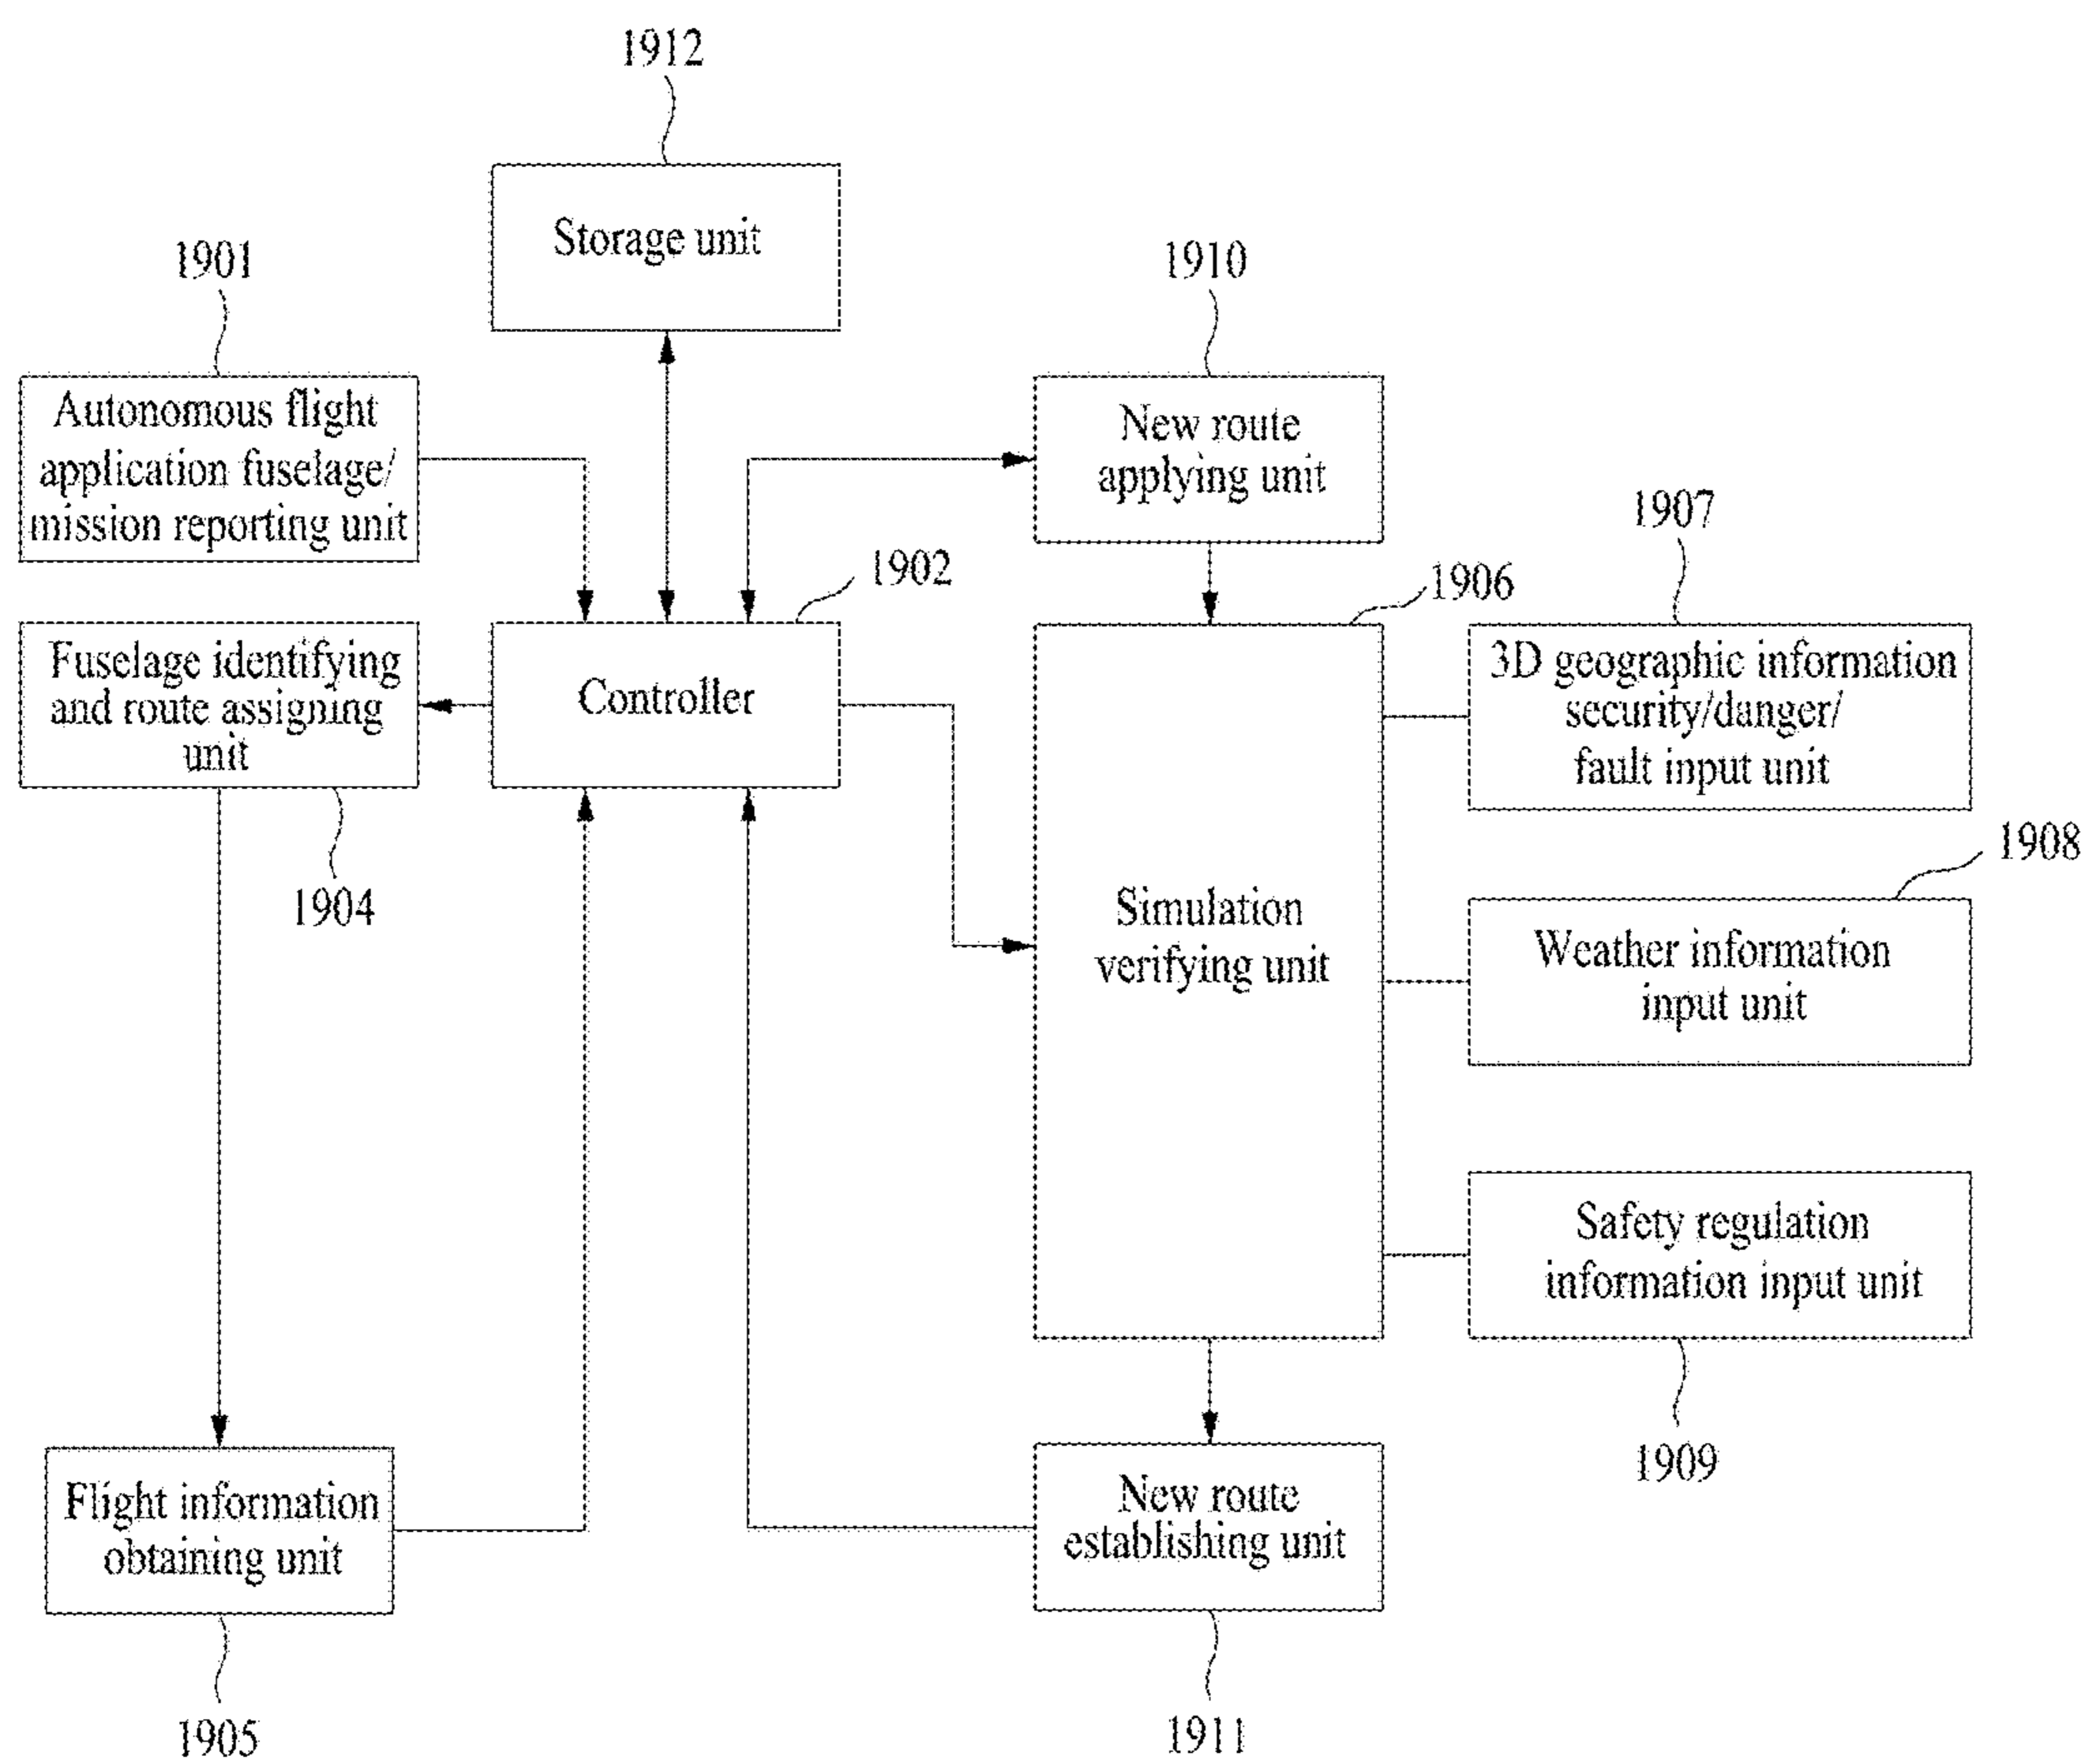 1912
Storage unit
1901
Autonomous flight
application fuselage/
mission reporting unit
1910
New route
applying unit
1902
Controller
Fuselage identifying
and route assigning
unit
1904
1906
Simulation
verifying unit
1907
3D geographic information
security/danger/
fault input unit
1908
Weather information
input unit
Safety regulation
information input unit
1909
Flight information
obtaining unit
1905
New route
establishing unit
1911